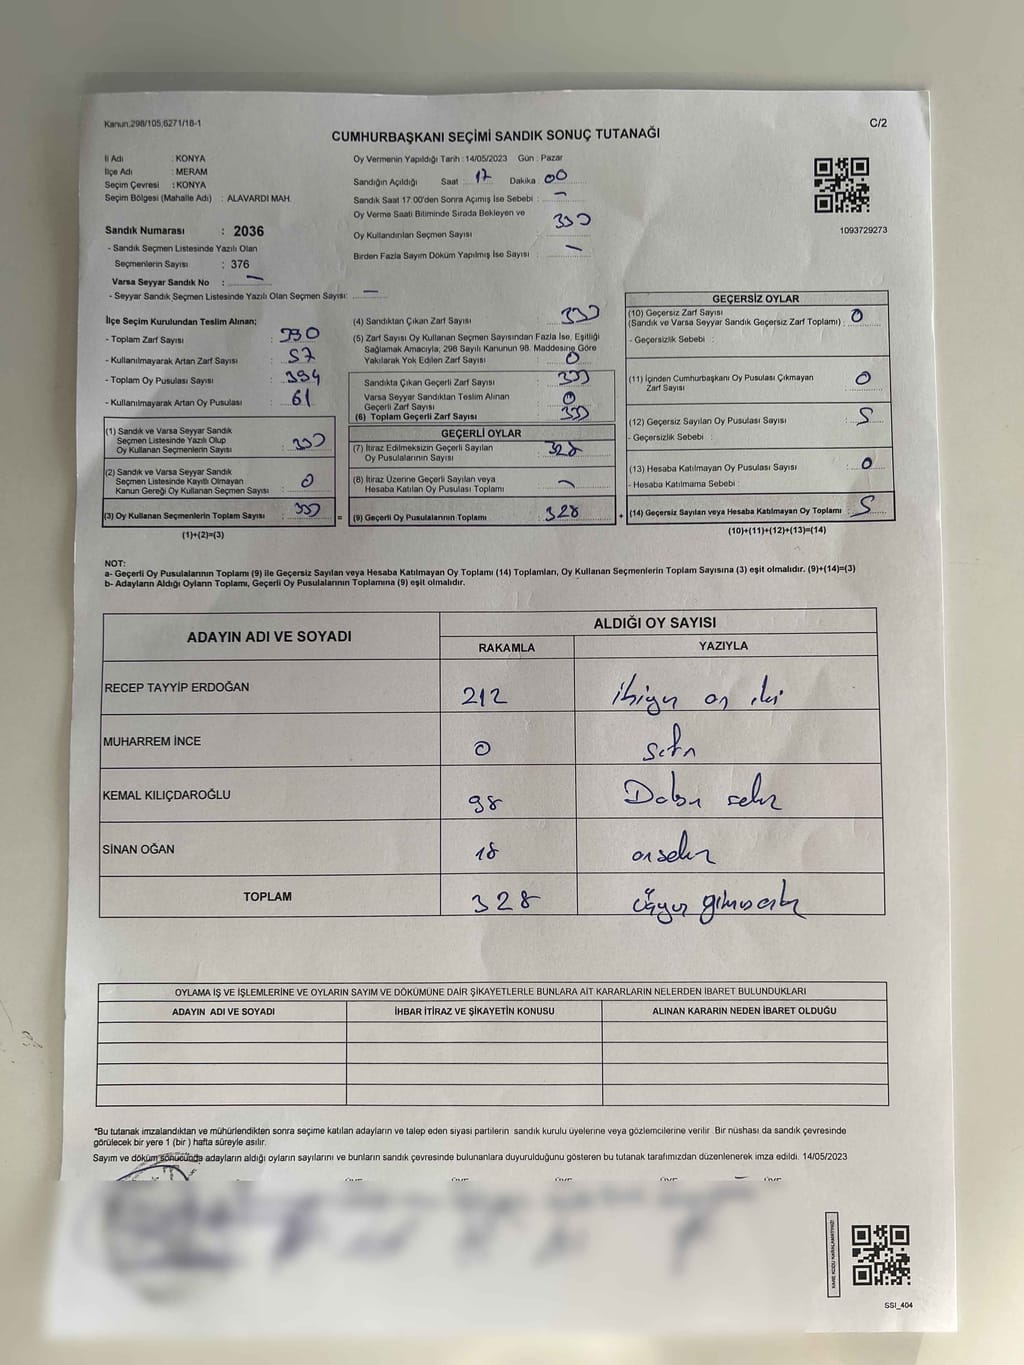 Kanun.298/105,6271/18-1
C/2
CUMHURBAŞKANI SEÇİMİ SANDIK SONUÇ TUTANAĞI
İl Adı : KONYA
İlçe Adı : MERAM
Seçim Çevresi : KONYA
Seçim Bölgesi (Mahalle Adı) : ALAVARDI MAH.
Sandık Numarası : 2036
- Sandık Seçmen Listesinde Yazılı Olan
Seçmenlerin Sayısı : 376
Varsa Seyyar Sandık No : —
- Seyyar Sandık Seçmen Listesinde Yazılı Olan Seçmen Sayısı: —
Oy Vermenin Yapıldığı Tarih : 14/05/2023 Gün : Pazar
Sandığın Açıldığı Saat : 17 Dakika : 00
Sandık Saat 17.00'den Sonra Açımış İse Sebebi : —
Oy Verme Saati Bitiminde Sırada Bekleyen ve
Oy Kullandırılan Seçmen Sayısı :
Birden Fazla Sayım Döküm Yapılmış İse Sayısı : —
1093729273
İlçe Seçim Kurulundan Teslim Alınan;
- Toplam Zarf Sayısı :
- Kullanılmayarak Artan Zarf Sayısı : 57
- Toplam Oy Pusulası Sayısı : 394
- Kullanılmayarak Artan Oy Pusulası : 61
(1) Sandık ve Varsa Seyyar Sandık
Seçmen Listesinde Yazılı Olup
Oy Kullanan Seçmenlerin Sayısı : 333
(2) Sandık ve Varsa Seyyar Sandık
Seçmen Listesinde Kayıtlı Olmayan
Kanun Gereği Oy Kullanan Seçmen Sayısı : 0
(3) Oy Kullanan Seçmenlerin Toplam Sayısı : 333 =
(1)+(2)=(3)
(4) Sandıktan Çıkan Zarf Sayısı : 333
(5) Zarf Sayısı Oy Kullanan Seçmen Sayısından Fazla İse, Eşitliği
Sağlamak Amacıyla; 298 Sayılı Kanunun 98. Maddesine Göre
Yakılarak Yok Edilen Zarf Sayısı : 0
Sandıkta Çıkan Geçerli Zarf Sayısı : 333
Varsa Seyyar Sandıktan Teslim Alınan
Geçerli Zarf Sayısı : 0
(6) Toplam Geçerli Zarf Sayısı : 333
GEÇERLİ OYLAR
(7) İtiraz Edilmeksizin Geçerli Sayılan
Oy Pusulalarının Sayısı : 328
(8) İtiraz Üzerine Geçerli Sayılan veya
Hesaba Katılan Oy Pusulası Toplamı : —
(9) Geçerli Oy Pusulalarının Toplamı : 328 +
GEÇERSİZ OYLAR
(10) Geçersiz Zarf Sayısı
(Sandık ve Varsa Seyyar Sandık Geçersiz Zarf Toplamı) : 0
- Geçersizlik Sebebi :
(11) İçinden Cumhurbaşkanı Oy Pusulası Çıkmayan
Zarf Sayısı : 0
(12) Geçersiz Sayılan Oy Pusulası Sayısı : 5
- Geçersizlik Sebebi :
(13) Hesaba Katılmayan Oy Pusulası Sayısı : 0
- Hesaba Katılmama Sebebi :
(14) Geçersiz Sayılan veya Hesaba Katılmayan Oy Toplamı : 5
(10)+(11)+(12)+(13)=(14)
NOT:
a- Geçerli Oy Pusulalarının Toplamı (9) ile Geçersiz Sayılan veya Hesaba Katılmayan Oy Toplamı (14) Toplamları, Oy Kullanan Seçmenlerin Toplam Sayısına (3) eşit olmalıdır. (9)+(14)=(3)
b- Adayların Aldığı Oyların Toplamı, Geçerli Oy Pusulalarının Toplamına (9) eşit olmalıdır.
ADAYIN ADI VE SOYADI
ALDIĞI OY SAYISI
RAKAMLA YAZIYLA
RECEP TAYYİP ERDOĞAN 212 ikiyüz on iki
MUHARREM İNCE 0 sıfır
KEMAL KILIÇDAROĞLU 98 Doksan sekiz
SİNAN OĞAN 18 onsekiz
TOPLAM 328 üçyüz yirmisekiz
OYLAMA İŞ VE İŞLEMLERİNE VE OYLARIN SAYIM VE DÖKÜMÜNE DAİR ŞİKAYETLERLE BUNLARA AİT KARARLARIN NELERDEN İBARET BULUNDUKLARI
ADAYIN ADI VE SOYADI İHBAR İTİRAZ VE ŞİKAYETİN KONUSU ALINAN KARARIN NEDEN İBARET OLDUĞU
*Bu tutanak imzalandıktan ve mühürlendikten sonra seçime katılan adayların ve talep eden siyasi partilerin sandık kurulu üyelerine veya gözlemcilerine verilir. Bir nüshası da sandık çevresinde
görülecek bir yere 1 (bir ) hafta süreyle asılır.
Sayım ve döküm sonucunda adayların aldığı oyların sayılarını ve bunların sandık çevresinde bulunanlara duyurulduğunu gösteren bu tutanak tarafımızdan düzenlenerek imza edildi. 14/05/2023
SSI_404